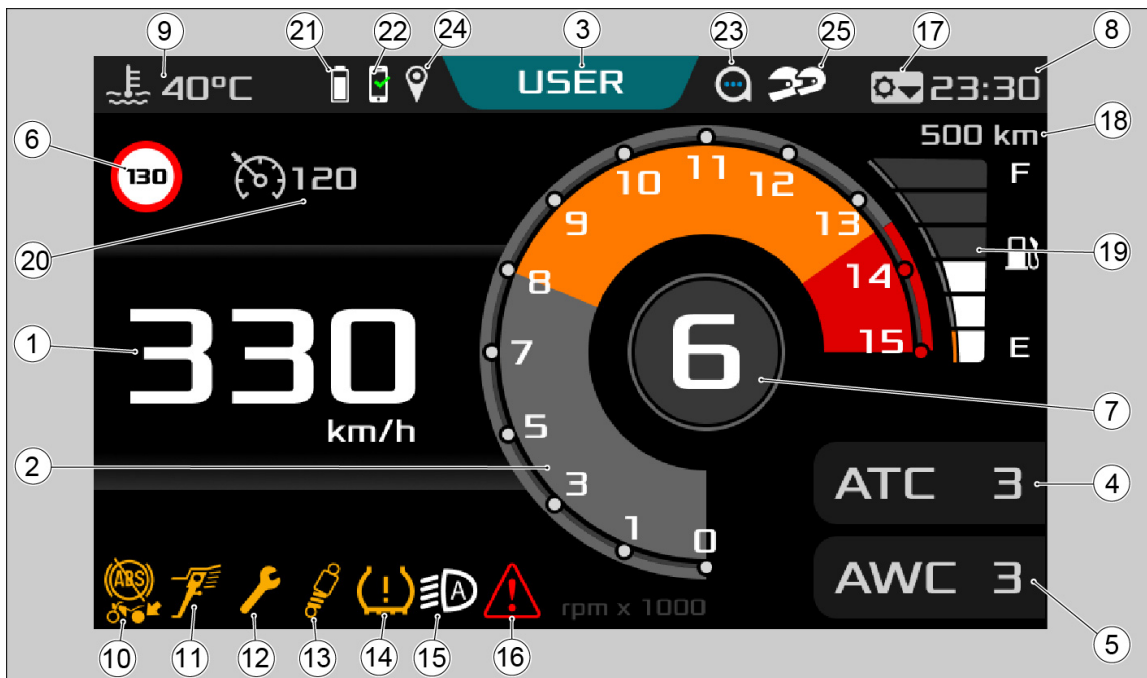 9 21 22 24 3 23 25 17 8
40°C USER 23:30
500 km 18
6 130 120 11 F
10 12
9 13
20 14 19
8
1 330 6 15 E
7
km/h 7
5
2 3 ATC 3 4
1 0
ABS A AWC 3
rpm x 1000 5
10 11 12 13 14 15 16